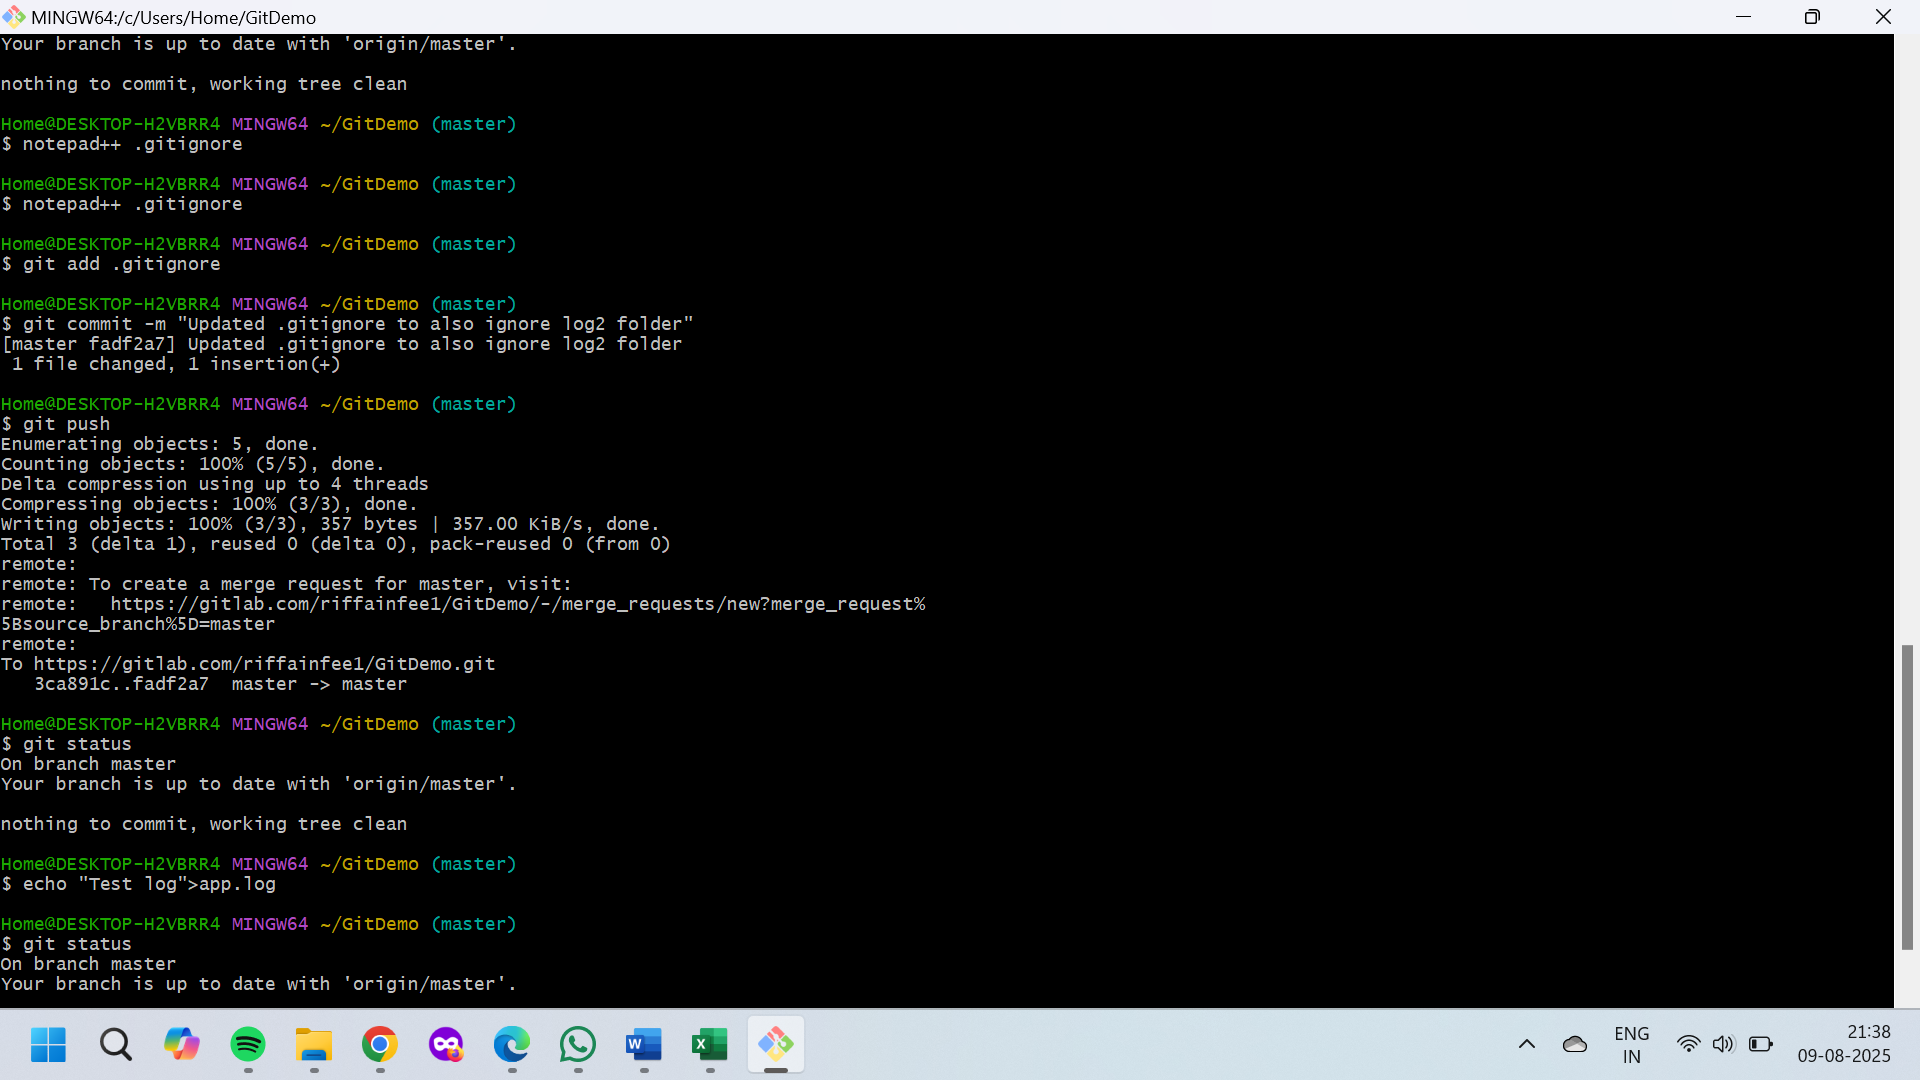 MINGW64:/c/Users/Home/GitDemo
Your branch is up to date with 'origin/master'.
nothing to commit, working tree clean
Home@DESKTOP-H2VBRR4 MINGW64 ~/GitDemo (master)
$ notepad++ .gitignore
Home@DESKTOP-H2VBRR4 MINGW64 ~/GitDemo (master)
$ notepad++ .gitignore
Home@DESKTOP-H2VBRR4 MINGW64 ~/GitDemo (master)
$ git add .gitignore
Home@DESKTOP-H2VBRR4 MINGW64 ~/GitDemo (master)
$ git commit -m "Updated .gitignore to also ignore log2 folder"
[master fadf2a7] Updated .gitignore to also ignore log2 folder
1 file changed, 1 insertion(+)
Home@DESKTOP-H2VBRR4 MINGW64 ~/GitDemo (master)
$ git push
Enumerating objects: 5, done.
Counting objects: 100% (5/5), done.
Delta compression using up to 4 threads
Compressing objects: 100% (3/3), done.
Writing objects: 100% (3/3), 357 bytes | 357.00 KiB/s, done.
Total 3 (delta 1), reused 0 (delta 0), pack-reused 0 (from 0)
remote:
remote: To create a merge request for master, visit:
remote:   https://gitlab.com/riffainfee1/GitDemo/-/merge_requests/new?merge_request%
5Bsource_branch%5D=master
remote:
To https://gitlab.com/riffainfee1/GitDemo.git
3ca891c..fadf2a7  master -> master
Home@DESKTOP-H2VBRR4 MINGW64 ~/GitDemo (master)
$ git status
On branch master
Your branch is up to date with 'origin/master'.
nothing to commit, working tree clean
Home@DESKTOP-H2VBRR4 MINGW64 ~/GitDemo (master)
$ echo "Test log">app.log
Home@DESKTOP-H2VBRR4 MINGW64 ~/GitDemo (master)
$ git status
On branch master
Your branch is up to date with 'origin/master'.
W
X
ENG
IN
21:38
09-08-2025